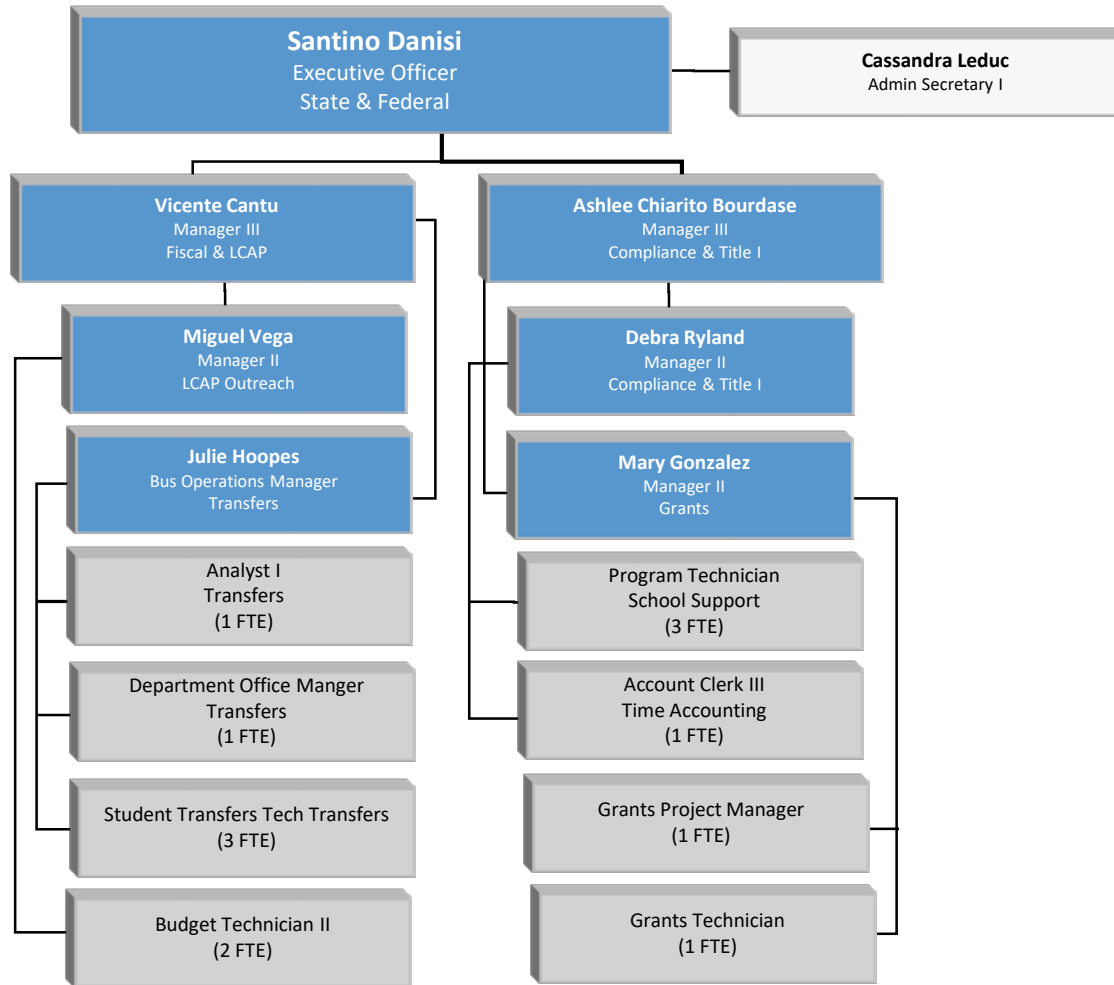 Santino Danisi
Executive Officer
State & Federal
Cassandra Leduc
Admin Secretary I
Vicente Cantu
Manager III
Fiscal & LCAP
Ashlee Chiarito Bourdase
Manager III
Compliance & Title I
Miguel Vega
Manager II
LCAP Outreach
Debra Ryland
Manager II
Compliance & Title I
Julie Hoopes
Bus Operations Manager
Transfers
Mary Gonzalez
Manager II
Grants
Analyst I
Transfers
(1 FTE)
Program Technician
School Support
(3 FTE)
Department Office Manger
Transfers
(1 FTE)
Account Clerk III
Time Accounting
(1 FTE)
Student Transfers Tech Transfers
(3 FTE)
Grants Project Manager
(1 FTE)
Budget Technician II
(2 FTE)
Grants Technician
(1 FTE)